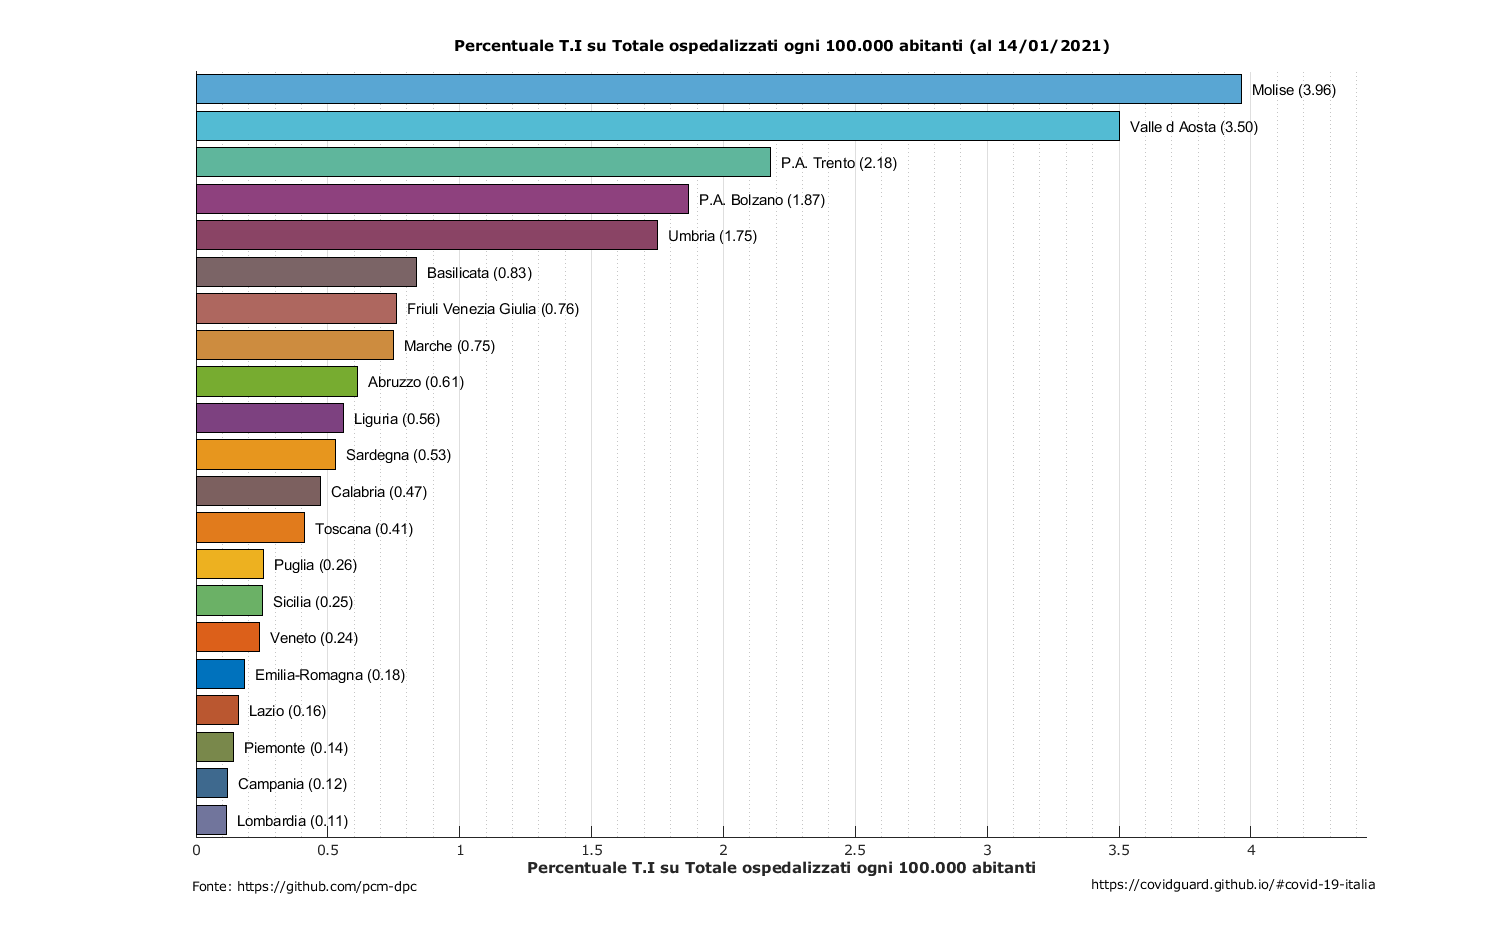 Percentuale T.I su Totale ospedalizzati ogni 100.000 abitanti (al 14/01/2021)
Molise (3.96)
Valle d Aosta (3.50)
P.A. Trento (2.18)
P.A. Bolzano (1.87)
Umbria (1.75)
Basilicata (0.83)
Friuli Venezia Giulia (0.76)
Marche (0.75)
Abruzzo (0.61)
Liguria (0.56)
Sardegna (0.53)
Calabria (0.47)
Toscana (0.41)
Puglia (0.26)
Sicilia (0.25)
Veneto (0.24)
Emilia-Romagna (0.18)
Lazio (0.16)
Piemonte (0.14)
Campania (0.12)
Lombardia (0.11)
0 0.5 1 1.5 2 2.5 3 3.5 4
Percentuale T.I su Totale ospedalizzati ogni 100.000 abitanti
Fonte: https://github.com/pcm-dpc
https://covidguard.github.io/#covid-19-italia